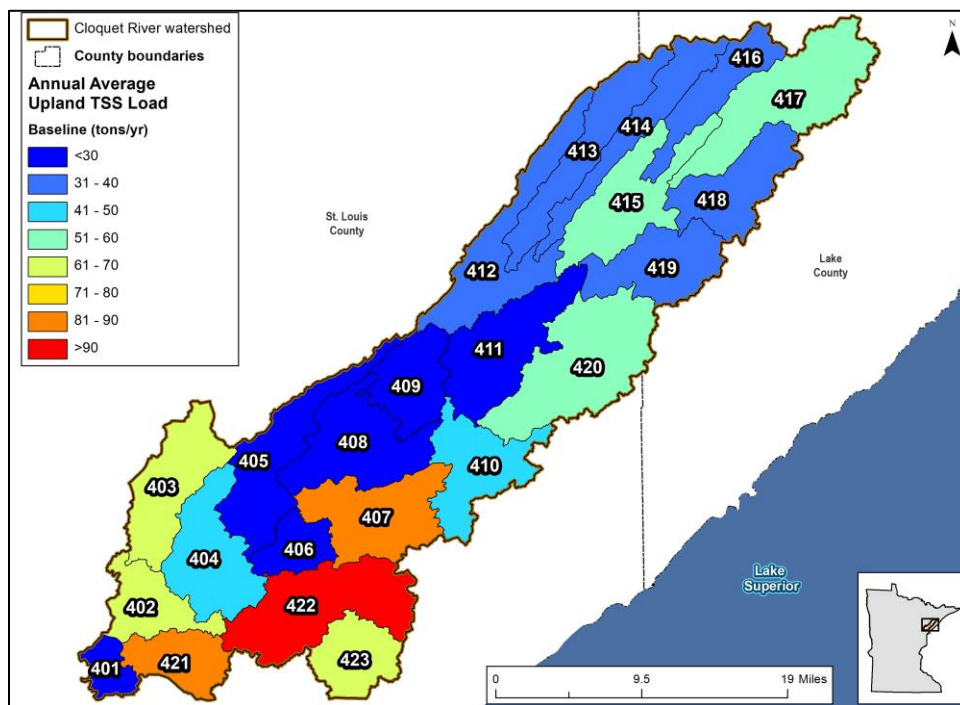 Cloquet River watershed
County boundaries
Annual Average
Upland TSS Load
Baseline (tons/yr)
<30
31 - 40
41 - 50
51 - 60
61 - 70
71 - 80
81 - 90
>90
N
416
417
414
413
415
418
St. Louis
County
412
419
Lake
County
411
420
409
408
405
410
403
407
404
406
422
402
Lake
Superior
423
401
421
0
9.5
19 Miles